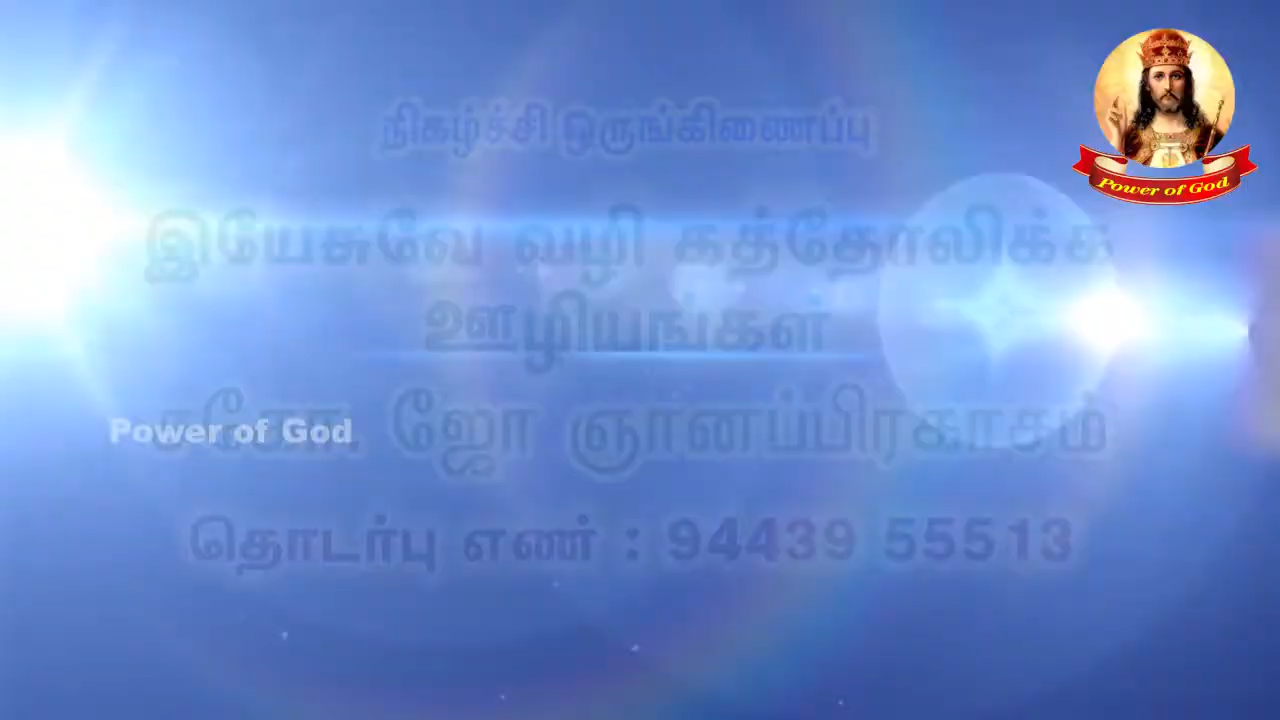 நிகழ்ச்சி ஒருங்கிணைப்பு
Power of God
இயேசுவே வழி கத்தோலிக்க
ஊழியங்கள்
ஜோ ஞானப்பிரகாசம்
Power of God
தொடர்பு எண் : 94439 55513